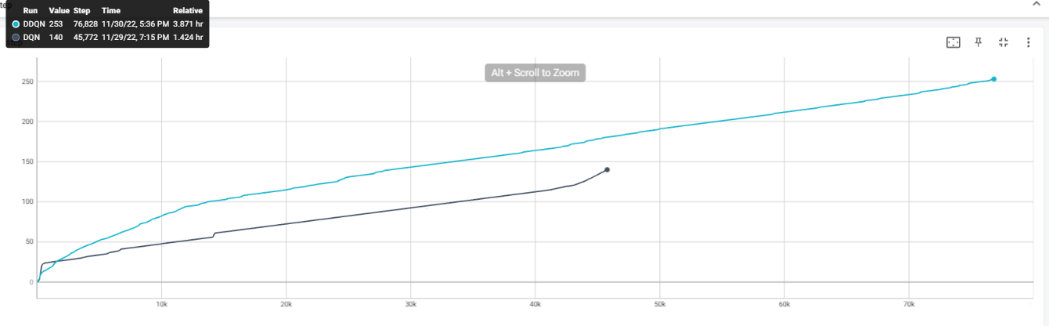 Run Value Step Time Relative
DDQN 253 76,828 11/30/22, 5:36 PM 3.871 hr
DQN 140 45,772 11/29/22, 7:15 PM 1.424 hr
Alt + Scroll to Zoom
250
200
150
100
50
0
10k 20k 30k 40k 50k 60k 70k